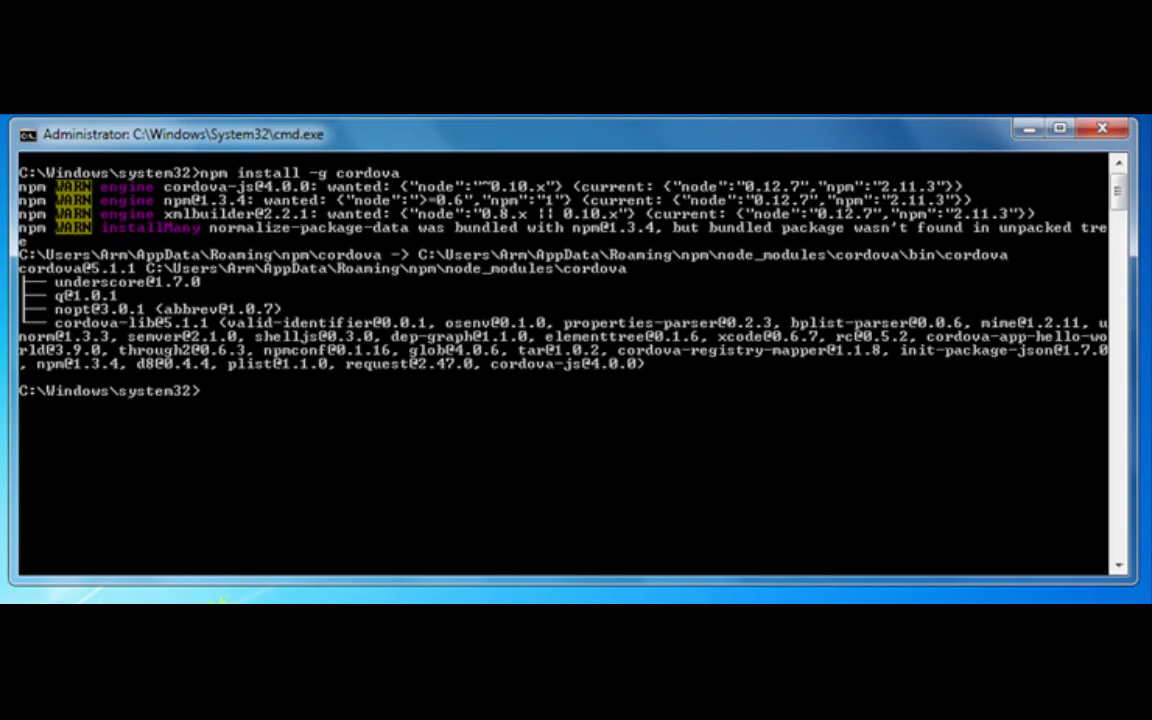 Administrator: C:\Windows\System32\cmd.exe
C:\Windows\system32>npm install -g cordova
npm WARN engine cordova-js@4.0.0: wanted: {"node":"~0.10.x"} (current: {"node":"0.12.7","npm":"2.11.3"})
npm WARN engine npm@1.3.4: wanted: {"node":">=0.6","npm":"1"} (current: {"node":"0.12.7","npm":"2.11.3"})
npm WARN engine xmlbuilder@2.2.1: wanted: {"node":"0.8.x || 0.10.x"} (current: {"node":"0.12.7","npm":"2.11.3"})
npm WARN installMany normalize-package-data was bundled with npm@1.3.4, but bundled package wasn't found in unpacked tre
e
C:\Users\Arm\AppData\Roaming\npm\cordova -> C:\Users\Arm\AppData\Roaming\npm\node_modules\cordova\bin\cordova
cordova@5.1.1 C:\Users\Arm\AppData\Roaming\npm\node_modules\cordova
├── underscore@1.7.0
├── q@1.0.1
├── nopt@3.0.1 (abbrev@1.0.7)
└── cordova-lib@5.1.1 (valid-identifier@0.0.1, osenv@0.1.0, properties-parser@0.2.3, bplist-parser@0.0.6, mime@1.2.11, u
norm@1.3.3, semver@2.1.0, shelljs@0.3.0, dep-graph@1.1.0, elementtree@0.1.6, xcode@0.6.7, rc@0.5.2, cordova-app-hello-wo
rld@3.9.0, through2@0.6.3, npmconf@0.1.16, glob@4.0.6, tar@1.0.2, cordova-registry-mapper@1.1.8, init-package-json@1.7.0
, npm@1.3.4, d8@0.4.4, plist@1.1.0, request@2.47.0, cordova-js@4.0.0)
C:\Windows\system32>